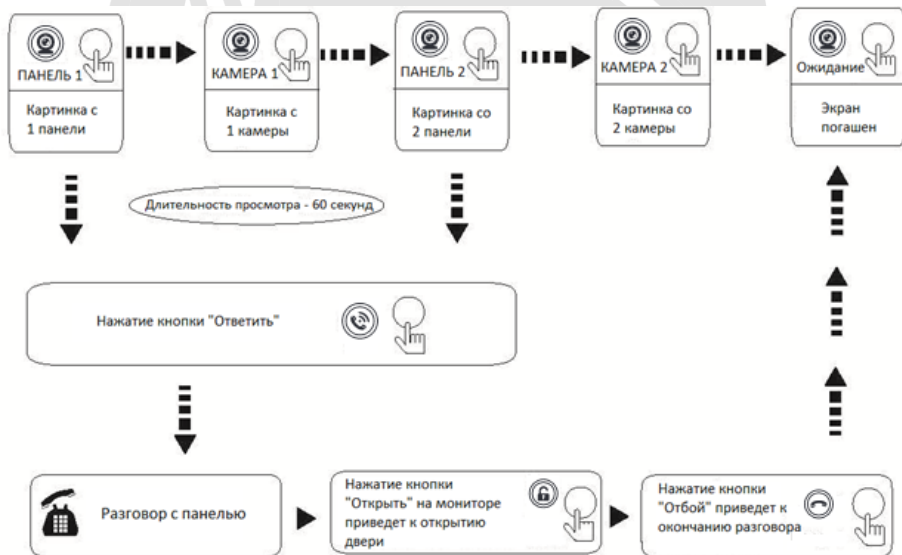 ПАНЕЛЬ 1
Картинка с
1 панели
КАМЕРА 1
Картинка с
1 камеры
ПАНЕЛЬ 2
Картинка со
2 панели
КАМЕРА 2
Картинка со
2 камеры
Ожидание
Экран
погашен
Длительность просмотра - 60 секунд
Нажатие кнопки "Ответить"
Разговор с панелью
Нажатие кнопки
"Открыть" на мониторе
приведет к открытию
двери
Нажатие кнопки
"Отбой" приведет к
окончанию разговора